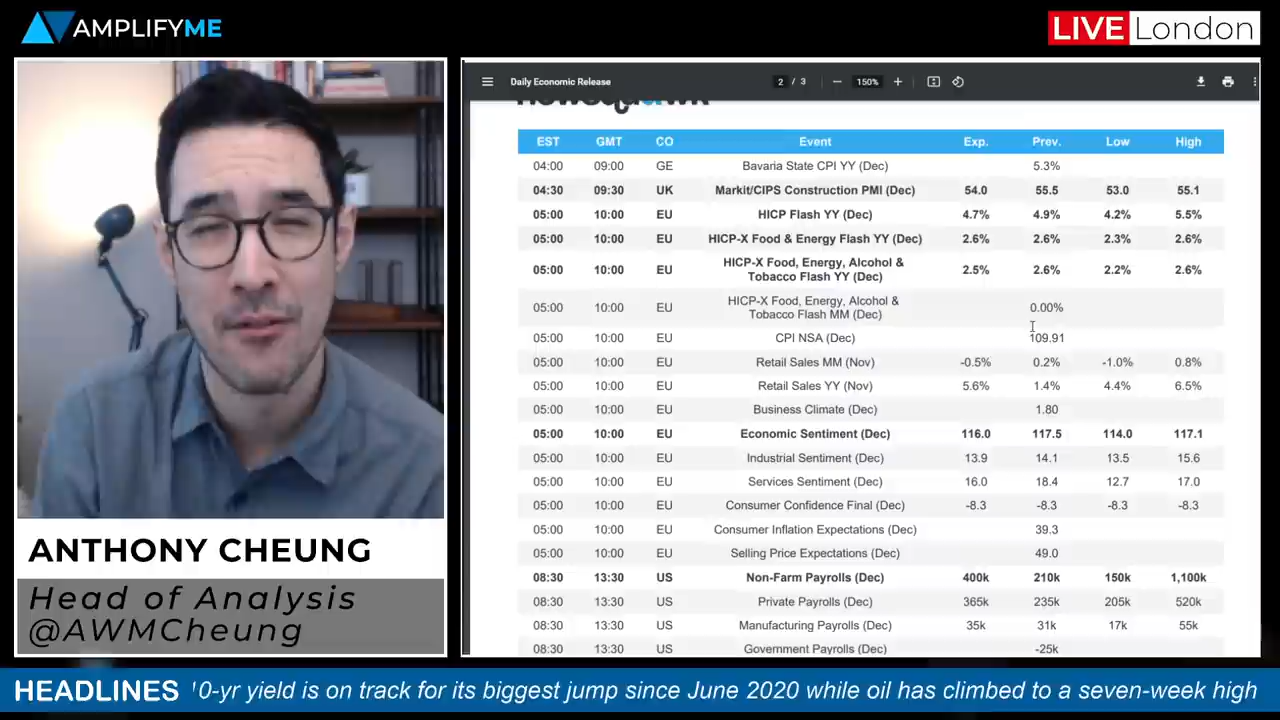 AMPLIFYME
LIVE London
Daily Economic Release
2 / 3
150%
EST GMT CO Event Exp. Prev. Low High
04:00 09:00 GE Bavaria State CPI YY (Dec) 5.3%
04:30 09:30 UK Markit/CIPS Construction PMI (Dec) 54.0 55.5 53.0 55.1
05:00 10:00 EU HICP Flash YY (Dec) 4.7% 4.9% 4.2% 5.5%
05:00 10:00 EU HICP-X Food & Energy Flash YY (Dec) 2.6% 2.6% 2.3% 2.6%
05:00 10:00 EU HICP-X Food, Energy, Alcohol & Tobacco Flash YY (Dec) 2.5% 2.6% 2.2% 2.6%
05:00 10:00 EU HICP-X Food, Energy, Alcohol & Tobacco Flash MM (Dec) 0.00%
05:00 10:00 EU CPI NSA (Dec) 109.91
05:00 10:00 EU Retail Sales MM (Nov) -0.5% 0.2% -1.0% 0.8%
05:00 10:00 EU Retail Sales YY (Nov) 5.6% 1.4% 4.4% 6.5%
05:00 10:00 EU Business Climate (Dec) 1.80
05:00 10:00 EU Economic Sentiment (Dec) 116.0 117.5 114.0 117.1
05:00 10:00 EU Industrial Sentiment (Dec) 13.9 14.1 13.5 15.6
05:00 10:00 EU Services Sentiment (Dec) 16.0 18.4 12.7 17.0
05:00 10:00 EU Consumer Confidence Final (Dec) -8.3 -8.3 -8.3 -8.3
05:00 10:00 EU Consumer Inflation Expectations (Dec) 39.3
05:00 10:00 EU Selling Price Expectations (Dec) 49.0
08:30 13:30 US Non-Farm Payrolls (Dec) 400k 210k 150k 1,100k
08:30 13:30 US Private Payrolls (Dec) 365k 235k 205k 520k
08:30 13:30 US Manufacturing Payrolls (Dec) 35k 31k 17k 55k
08:30 13:30 US Government Payrolls (Dec) -25k
ANTHONY CHEUNG
Head of Analysis
@AWMCheung
HEADLINES '0-yr yield is on track for its biggest jump since June 2020 while oil has climbed to a seven-week high